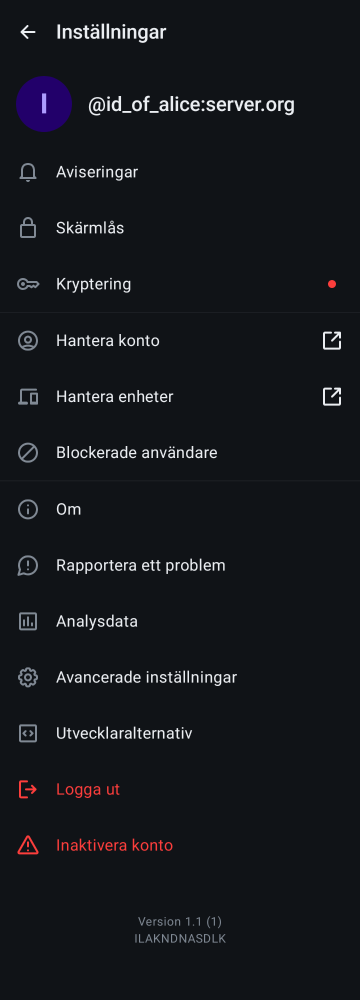 Inställningar
I
@id_of_alice:server.org
Aviseringar
Skärmlås
Kryptering
Hantera konto
Hantera enheter
Blockerade användare
Om
Rapportera ett problem
Analysdata
Avancerade inställningar
Utvecklaralternativ
Logga ut
Inaktivera konto
Version 1.1 (1)
ILAKNDNASDLK